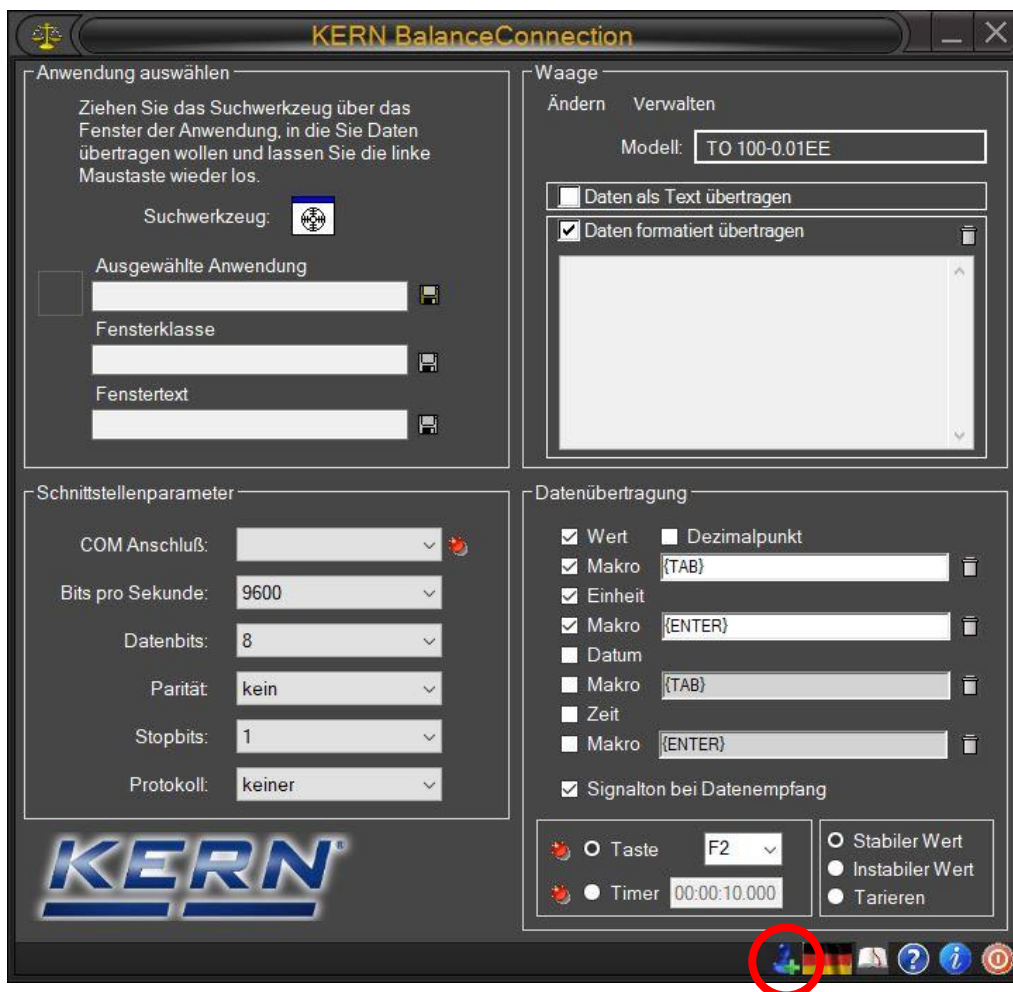 KERN BalanceConnection
Anwendung auswählen
Ziehen Sie das Suchwerkzeug über das
Fenster der Anwendung, in die Sie Daten
übertragen wollen und lassen Sie die linke
Maustaste wieder los.
Suchwerkzeug:
Ausgewählte Anwendung
Fensterklasse
Fenstertext
Waage
Ändern Verwalten
Modell: TO 100-0.01EE
Daten als Text übertragen
Daten formatiert übertragen
Schnittstellenparameter
COM Anschluß:
Bits pro Sekunde: 9600
Datenbits: 8
Parität: kein
Stopbits: 1
Protokoll: keiner
KERN®
Datenübertragung
Wert Dezimalpunkt
Makro {TAB}
Einheit
Makro {ENTER}
Datum
Makro {TAB}
Zeit
Makro {ENTER}
Signalton bei Datenempfang
Taste F2
Timer 00:00:10.000
Stabiler Wert
Instabiler Wert
Tarieren